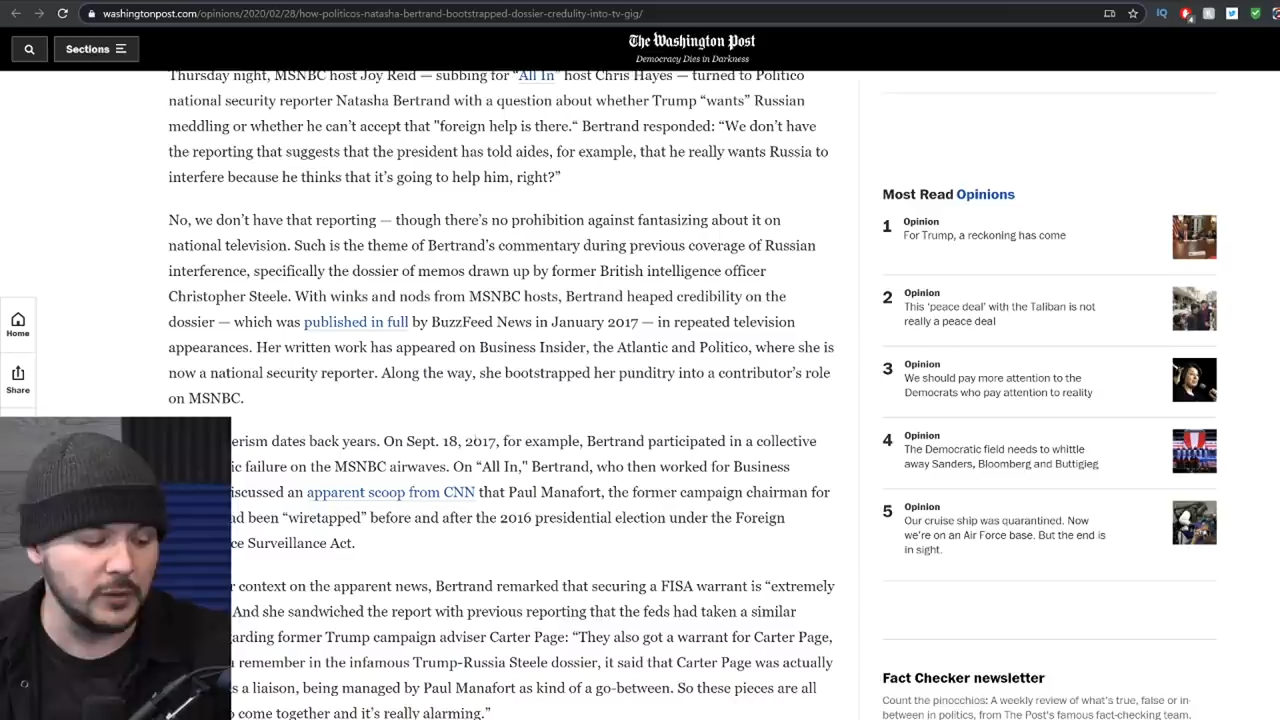 washingtonpost.com/opinions/2020/02/28/how-politicos-natasha-bertrand-bootstrapped-dossier-credulity-into-tv-gig/
Sections
The Washington Post
Democracy Dies in Darkness
Thursday night, MSNBC host Joy Reid — subbing for “All In” host Chris Hayes — turned to Politico
national security reporter Natasha Bertrand with a question about whether Trump “wants” Russian
meddling or whether he can’t accept that "foreign help is there.“ Bertrand responded: “We don’t have
the reporting that suggests that the president has told aides, for example, that he really wants Russia to
interfere because he thinks that it’s going to help him, right?”
No, we don’t have that reporting — though there’s no prohibition against fantasizing about it on
national television. Such is the theme of Bertrand’s commentary during previous coverage of Russian
interference, specifically the dossier of memos drawn up by former British intelligence officer
Christopher Steele. With winks and nods from MSNBC hosts, Bertrand heaped credibility on the
dossier — which was published in full by BuzzFeed News in January 2017 — in repeated television
appearances. Her written work has appeared on Business Insider, the Atlantic and Politico, where she is
now a national security reporter. Along the way, she bootstrapped her punditry into a contributor’s role
on MSNBC.
erism dates back years. On Sept. 18, 2017, for example, Bertrand participated in a collective
ic failure on the MSNBC airwaves. On “All In," Bertrand, who then worked for Business
iscussed an apparent scoop from CNN that Paul Manafort, the former campaign chairman for
ad been “wiretapped” before and after the 2016 presidential election under the Foreign
ce Surveillance Act.
r context on the apparent news, Bertrand remarked that securing a FISA warrant is “extremely
And she sandwiched the report with previous reporting that the feds had taken a similar
garding former Trump campaign adviser Carter Page: “They also got a warrant for Carter Page,
remember in the infamous Trump-Russia Steele dossier, it said that Carter Page was actually
s a liaison, being managed by Paul Manafort as kind of a go-between. So these pieces are all
come together and it’s really alarming.”
Home
Share
Most Read Opinions
1
Opinion
For Trump, a reckoning has come
2
Opinion
This ‘peace deal’ with the Taliban is not
really a peace deal
3
Opinion
We should pay more attention to the
Democrats who pay attention to reality
4
Opinion
The Democratic field needs to whittle
away Sanders, Bloomberg and Buttigieg
5
Opinion
Our cruise ship was quarantined. Now
we're on an Air Force base. But the end is
in sight.
Fact Checker newsletter
Count the pinocchios: A weekly review of what's true, false or in-
between in politics, from The Post's famous fact-checking team.